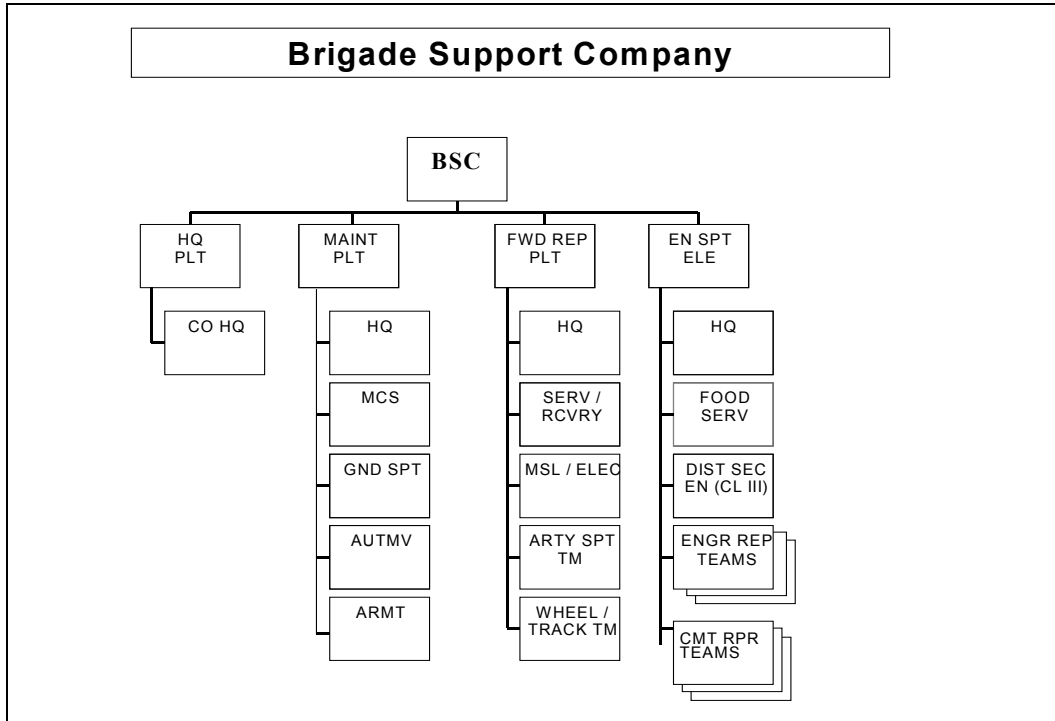 Brigade Support Company
BSC
HQ
PLT
MAINT
PLT
FWD REP
PLT
EN SPT
ELE
CO HQ
HQ
MCS
GND SPT
AUTMV
ARMT
HQ
SERV /
RCVRY
MSL / ELEC
ARTY SPT
TM
WHEEL /
TRACK TM
HQ
FOOD
SERV
DIST SEC
EN (CL III)
ENGR REP
TEAMS
CMT RPR
TEAMS